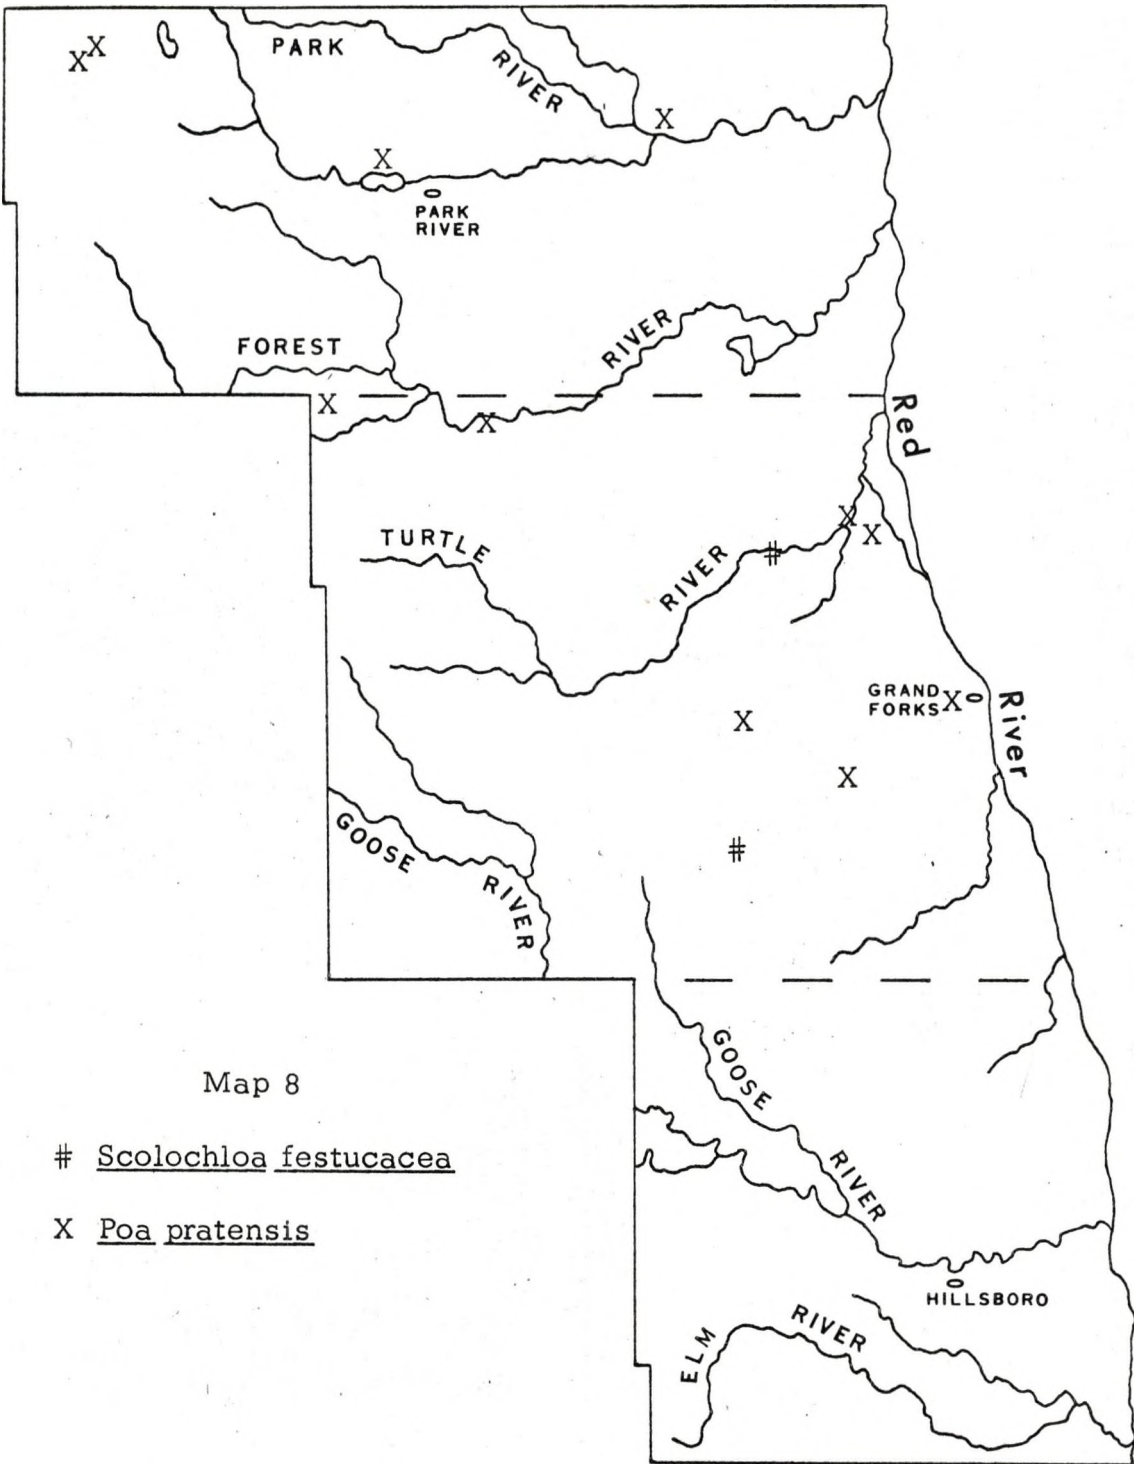 PARK
RIVER
X
X
X
X
PARK
RIVER
FOREST
RIVER
X
X
Red
TURTLE
RIVER
#
X
X
GRAND
FORKS
X
X
X
River
GOOSE
RIVER
#
GOOSE
RIVER
Map 8
# Scolochloa festucacea
X Poa pratensis
HILLSBORO
ELM
RIVER